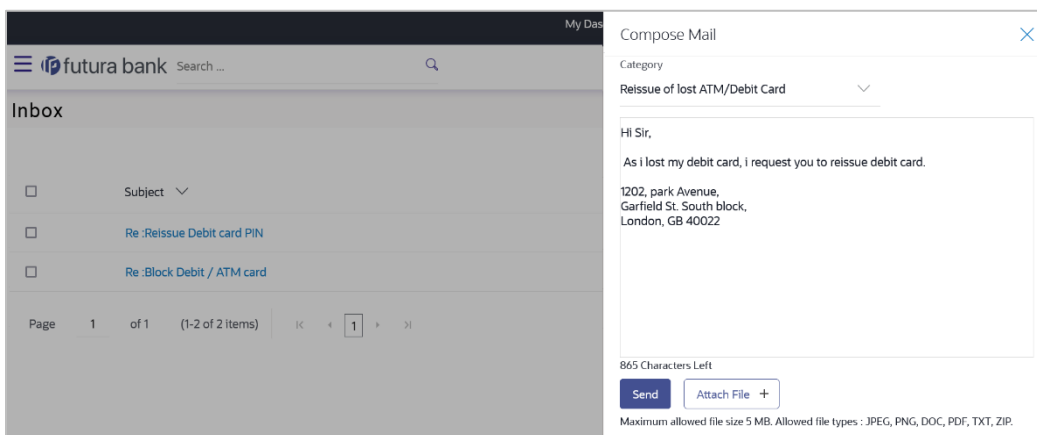 My Das
futura bank Search ...
Inbox
Subject
Re :Reissue Debit card PIN
Re :Block Debit / ATM card
Page 1 of 1 (1-2 of 2 items) 1
Compose Mail
Category
Reissue of lost ATM/Debit Card
Hi Sir,
As i lost my debit card, i request you to reissue debit card.
1202, park Avenue,
Garfield St. South block,
London, GB 40022
865 Characters Left
Send Attach File +
Maximum allowed file size 5 MB. Allowed file types : JPEG, PNG, DOC, PDF, TXT, ZIP.